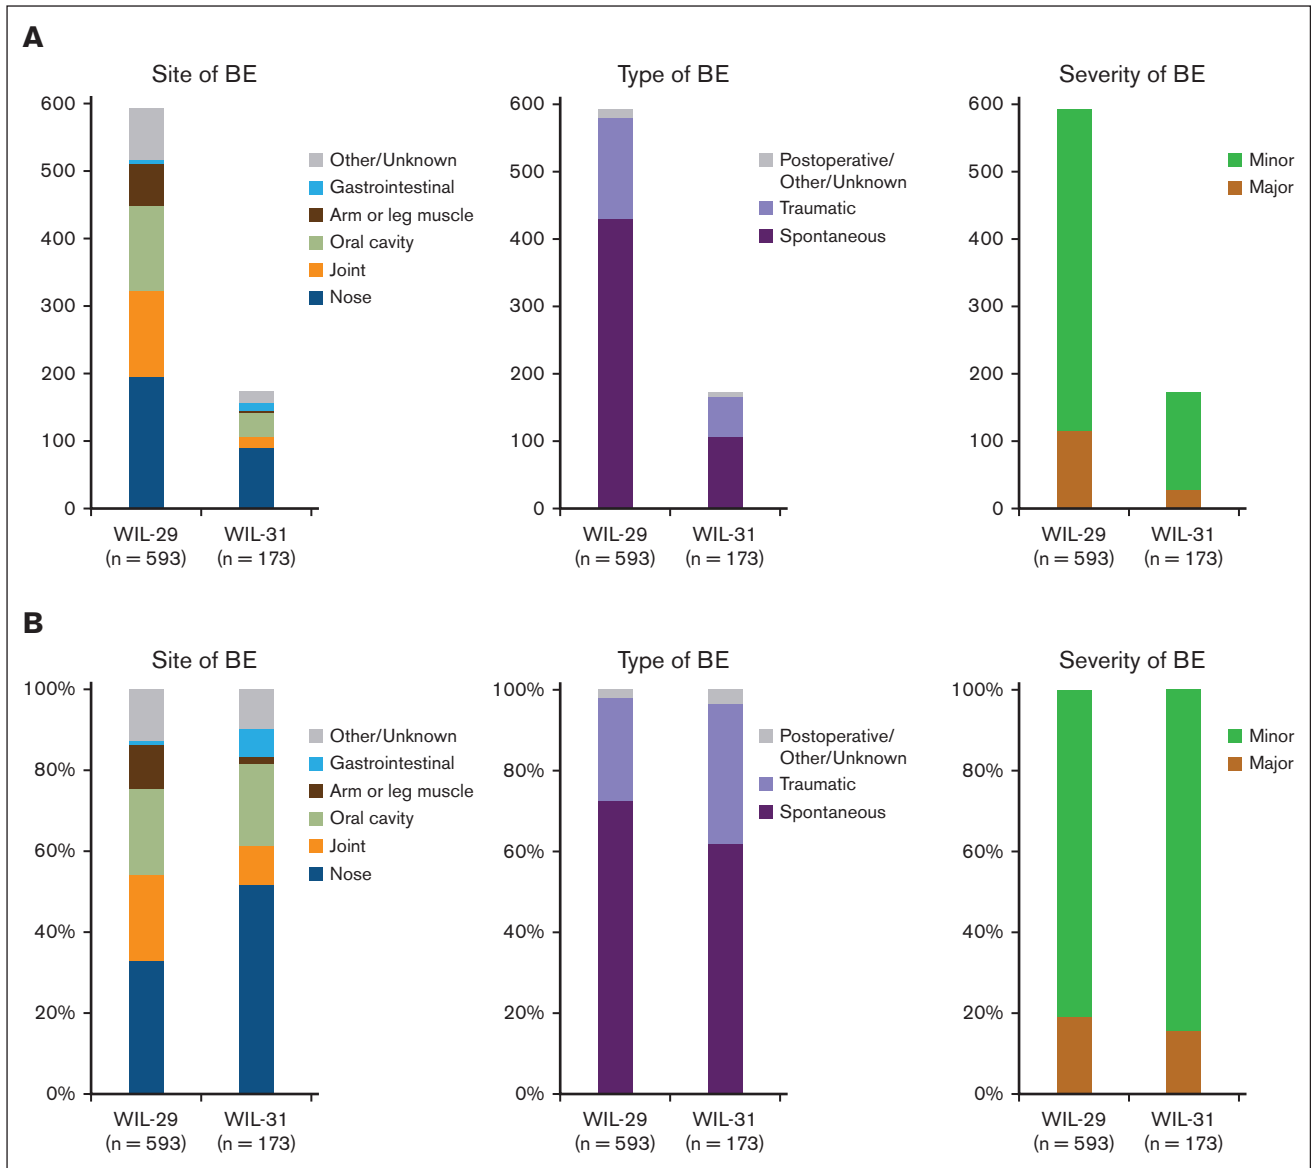 A
Site of BE
600
500
400
300
200
100
0
WIL-29
(n = 593)
WIL-31
(n = 173)
Other/Unknown
Gastrointestinal
Arm or leg muscle
Oral cavity
Joint
Nose
Type of BE
600
500
400
300
200
100
0
WIL-29
(n = 593)
WIL-31
(n = 173)
Postoperative/
Other/Unknown
Traumatic
Spontaneous
Severity of BE
600
500
400
300
200
100
0
WIL-29
(n = 593)
WIL-31
(n = 173)
Minor
Major
B
Site of BE
100%
80%
60%
40%
20%
0%
WIL-29
(n = 593)
WIL-31
(n = 173)
Other/Unknown
Gastrointestinal
Arm or leg muscle
Oral cavity
Joint
Nose
Type of BE
100%
80%
60%
40%
20%
0%
WIL-29
(n = 593)
WIL-31
(n = 173)
Postoperative/
Other/Unknown
Traumatic
Spontaneous
Severity of BE
100%
80%
60%
40%
20%
0%
WIL-29
(n = 593)
WIL-31
(n = 173)
Minor
Major